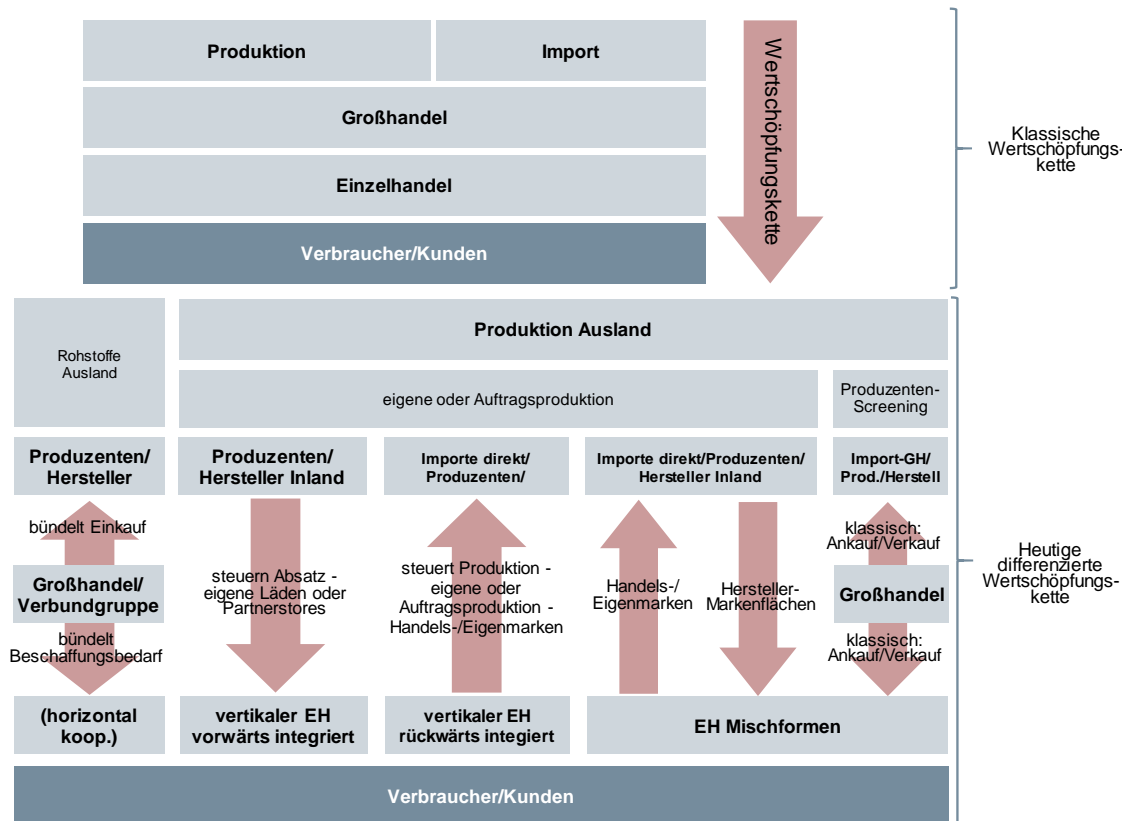 Produktion
Import
Großhandel
Einzelhandel
Verbraucher/Kunden
Wertschöpfungskette
Klassische
Wertschöpfungs-
kette
Rohstoffe
Ausland
Produktion Ausland
eigene oder Auftragsproduktion
Produzenten-
Screening
Produzenten/
Hersteller
Produzenten/
Hersteller Inland
Importe direkt/
Produzenten/
Importe direkt/Produzenten/
Hersteller Inland
Import-GH/
Prod./Herstell
bündelt Einkauf
Großhandel/
Verbundgruppe
bündelt
Beschaffungsbedarf
steuern Absatz -
eigene Läden oder
Partnerstores
steuert Produktion -
eigene oder
Auftragsproduktion -
Handels-/Eigenmarken
Handels-/
Eigenmarken
Hersteller-
Markenflächen
klassisch:
Ankauf/Verkauf
Großhandel
klassisch:
Ankauf/Verkauf
Heutige
differenzierte
Wertschöpfungs-
kette
(horizontal
koop.)
vertikaler EH
vorwärts integriert
vertikaler EH
rückwärts integiert
EH Mischformen
Verbraucher/Kunden